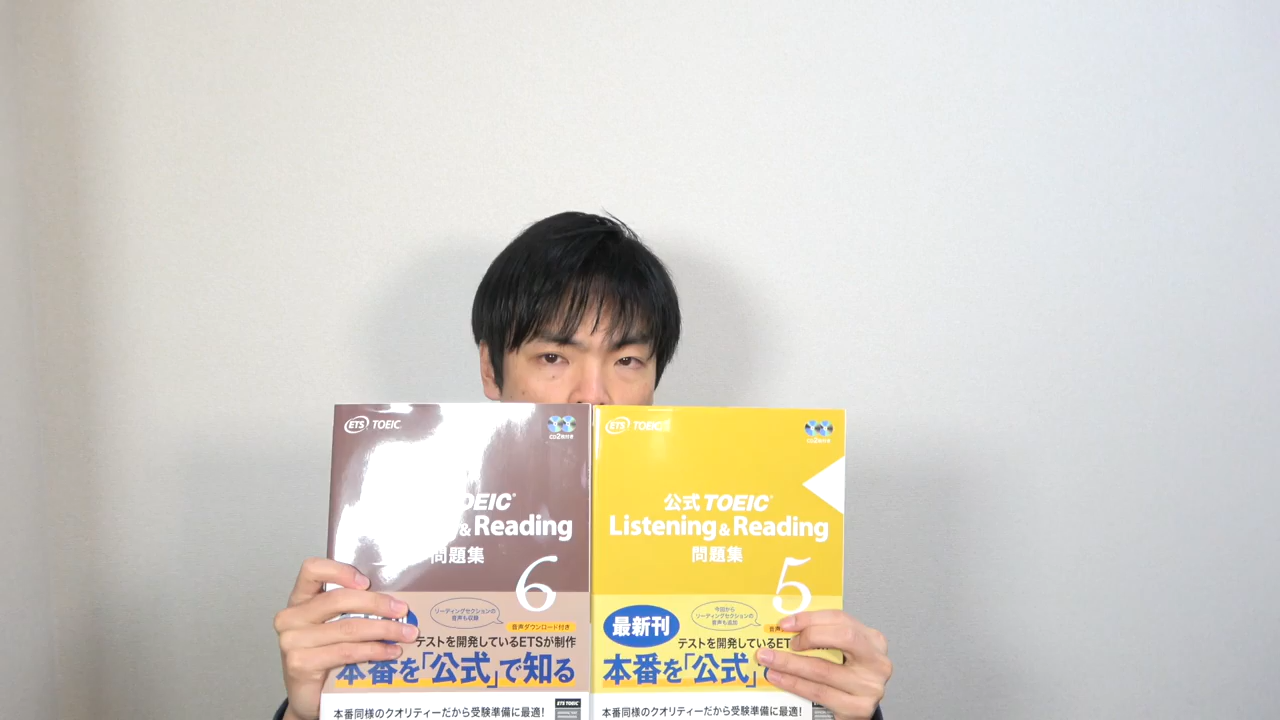 ETS TOEIC
CD2枚付き
TOEIC
& Reading
問題集
6
リーディングセクションの
音声も収録
音声ダウンロード付き
テストを開発しているETSが制作
本番を「公式」で知る
本番同様のクオリティーだから受験準備に最適!
ETS TOEIC
ETS TOEIC
CD2枚付き
公式 TOEIC
Listening & Reading
問題集
5
今回から
リーディングセクションの
音声も追加
最新刊
テストを開発しているET
本番を「公式」
本番同様のクオリティーだから受験準備に最適!